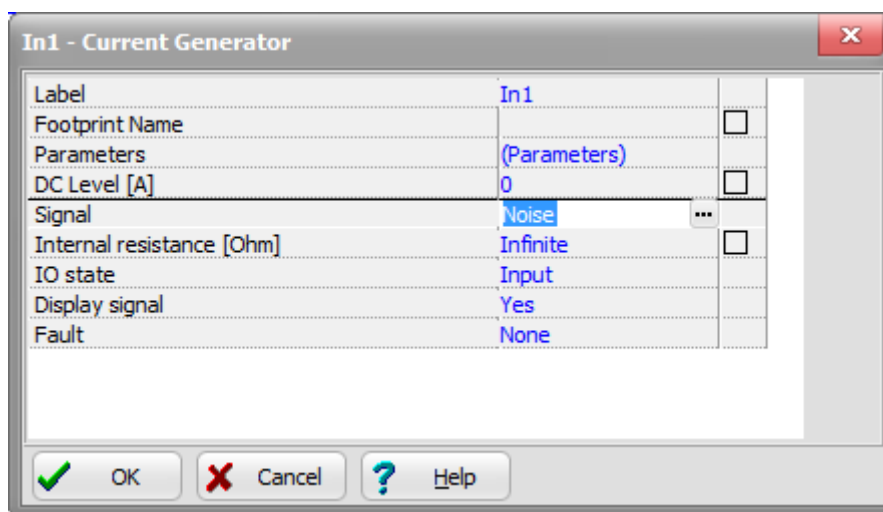 In1 - Current Generator
Label In1
Footprint Name
Parameters (Parameters)
DC Level [A] 0
Signal Noise ...
Internal resistance [Ohm] Infinite
IO state Input
Display signal Yes
Fault None
OK Cancel Help